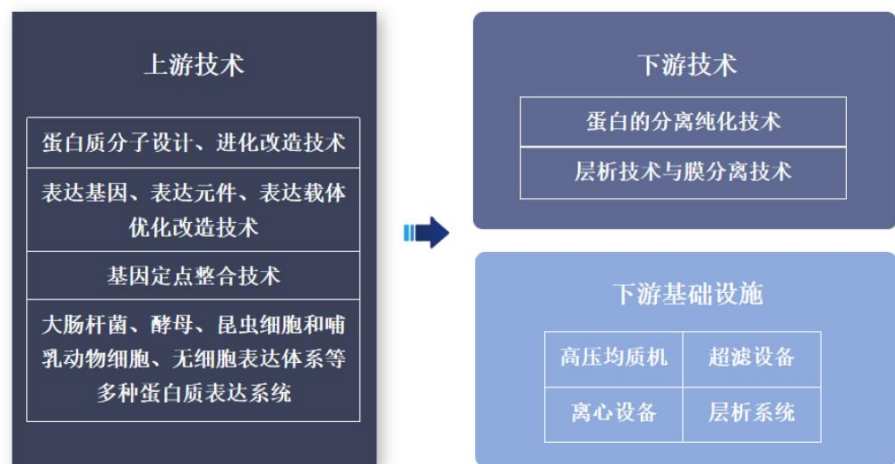 上游技术
蛋白质分子设计、进化改造技术
表达基因、表达元件、表达载体
优化改造技术
基因定点整合技术
大肠杆菌、酵母、昆虫细胞和哺
乳动物细胞、无细胞表达体系等
多种蛋白质表达系统
下游技术
蛋白的分离纯化技术
层析技术与膜分离技术
下游基础设施
高压均质机
超滤设备
离心设备
层析系统